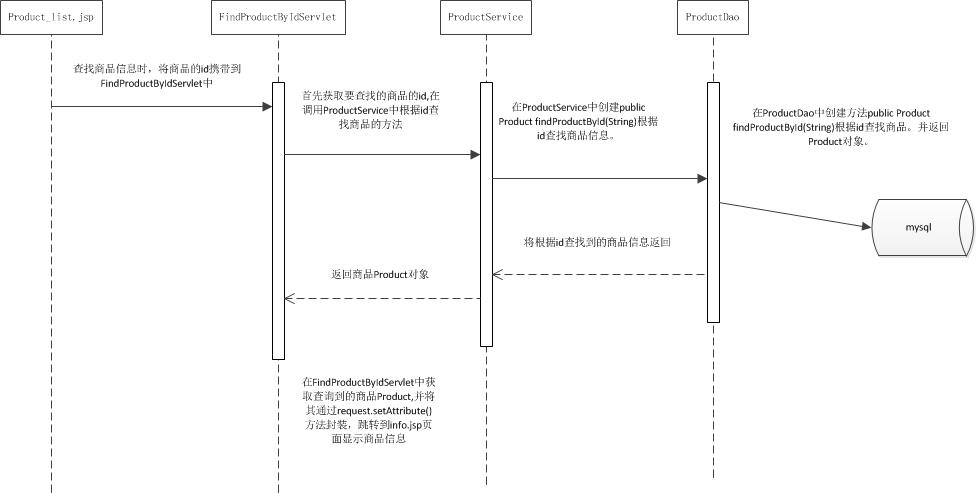 Product_list.jsp
FindProductByIdServlet
ProductService
ProductDao
查找商品信息时，将商品的id携带到
FindProductByIdServlet中
首先获取要查找的商品的id,在
调用ProductService中根据id查
找商品的方法
在ProductService中创建public
Product findProductById(String)根据
id查找商品信息。
在ProductDao中创建方法public Product
findProductById(String)根据id查找商品。并返回
Product对象。
mysql
将根据id查找到的商品信息返回
返回商品Product对象
在FindProductByIdServlet中获
取查询到的商品Product,并将
其通过request.setAttribute()
方法封装，跳转到info.jsp页
面显示商品信息